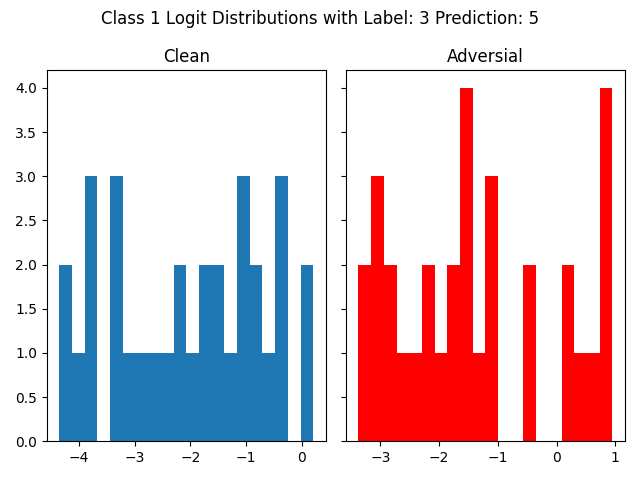 Class 1 Logit Distributions with Label: 3 Prediction: 5
Clean
Adversial
4.0
3.5
3.0
2.5
2.0
1.5
1.0
0.5
0.0
−4 −3 −2 −1 0
−3 −2 −1 0 1